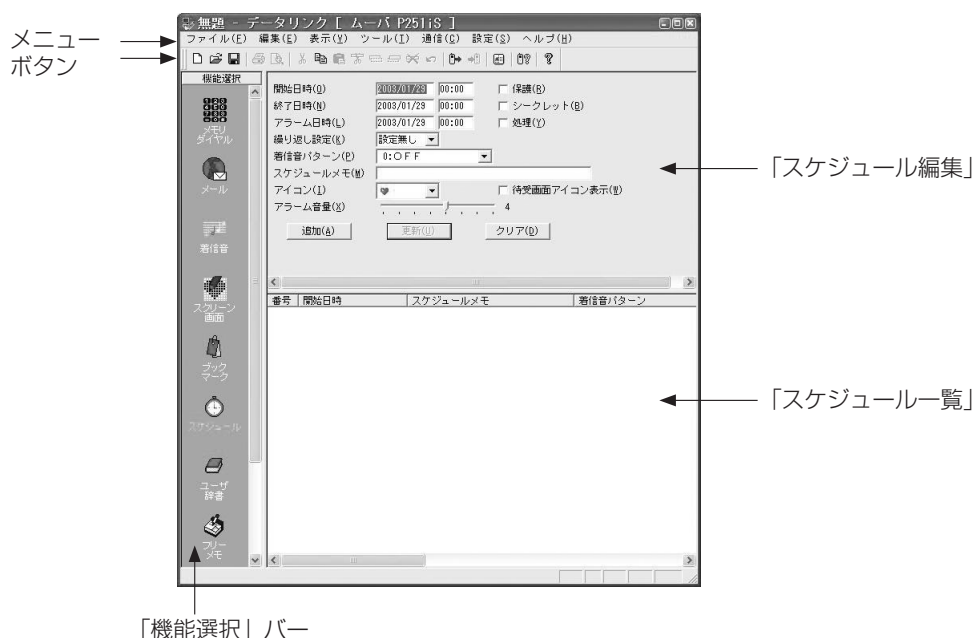 無題 - データリンク [ ムーバ P251iS ]
メニュー
ファイル(F) 編集(E) 表示(V) ツール(T) 通信(C) 設定(S) ヘルプ(H)
ボタン
機能選択
メモリ
ダイヤル
メール
着信音
スクリーン
画面
ブック
マーク
スケジュール
ユーザ
辞書
フリー
メモ
開始日時(O) 2003/01/29 00:00 保護(R)
終了日時(N) 2003/01/29 00:00 シークレット(B)
アラーム日時(L) 2003/01/29 00:00 処理(Y)
繰り返し設定(K) 設定無し
着信音パターン(P) 0:OFF
スケジュールメモ(M)
アイコン(I) 待受画面アイコン表示(W)
アラーム音量(X) 4
追加(A) 更新(U) クリア(D)
「スケジュール編集」
番号 開始日時 スケジュールメモ 着信音パターン
「スケジュール一覧」
「機能選択」バー